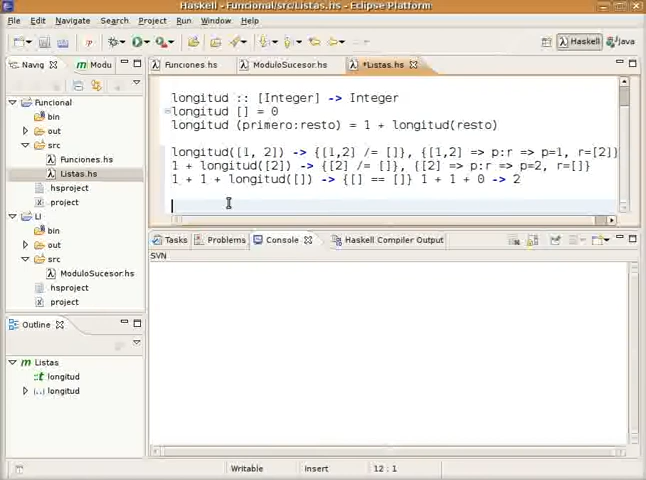 Haskell - Funcional/src/Listas.hs - Eclipse Platform
File Edit Navigate Search Project Run Window Help
Haskell Java
Navig Modu
Funciones.hs ModuloSucesor.hs *Listas.hs
Funcional
bin
out
src
Funciones.hs
Listas.hs
.hsproject
.project
LI
bin
out
src
ModuloSucesor.hs
.hsproject
.project
longitud :: [Integer] -> Integer
longitud [] = 0
longitud (primero:resto) = 1 + longitud(resto)
longitud([1, 2]) -> {[1,2] /= []}, {[1,2] => p:r => p=1, r=[2]}
1 + longitud([2]) -> {[2] /= []}, {[2] => p:r => p=2, r=[]}
1 + 1 + longitud([]) -> {[] == []} 1 + 1 + 0 -> 2
Tasks Problems Console Haskell Compiler Output
SVN
Outline
Listas
longitud
longitud
Writable Insert 12 : 1